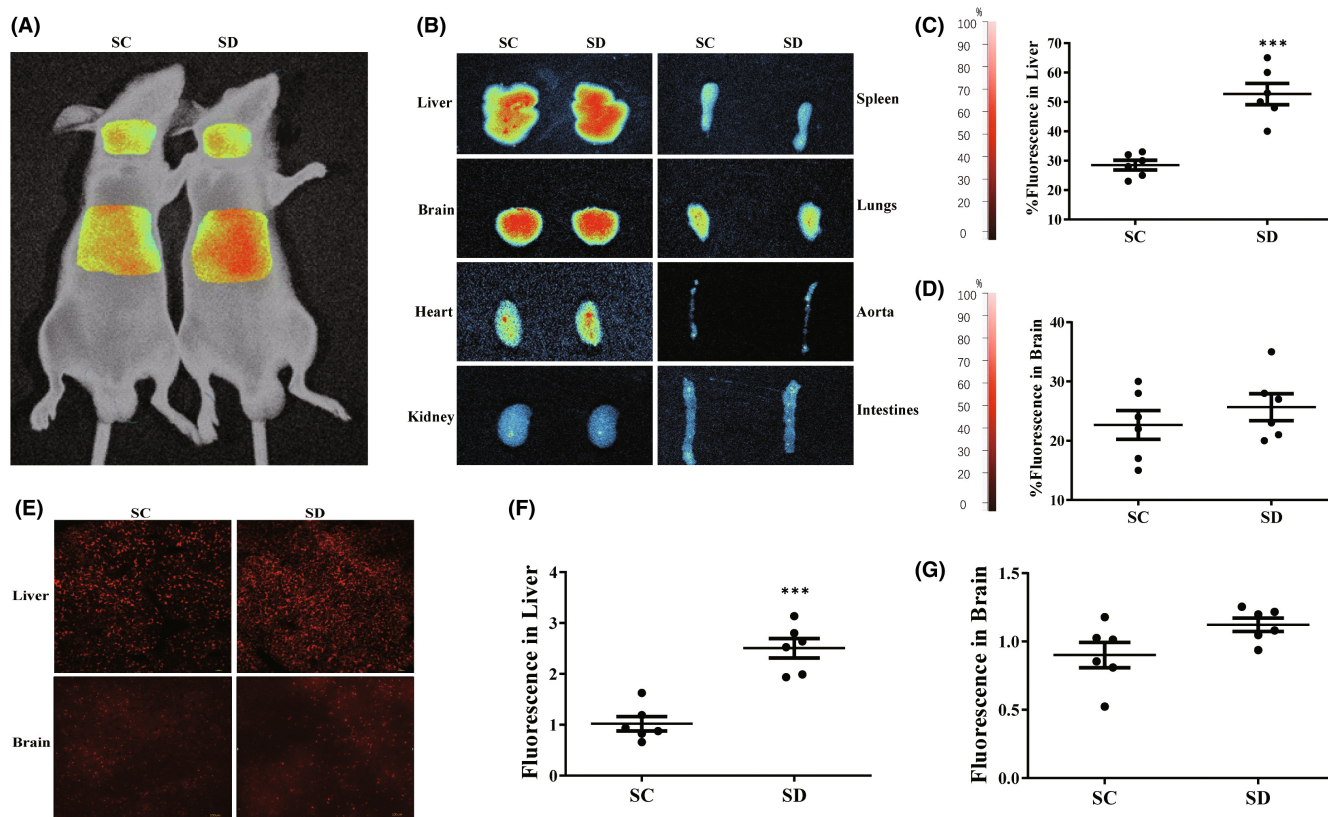 (A)
SC SD
(B)
SC SD SC SD
Liver Spleen
Brain Lungs
Heart Aorta
Kidney Intestines
(C)
%
100
90
80
70
60
50
40
30
20
10
0
%Fluorescence in Liver
70
60
50
40
30
20
10
***
SC SD
(D)
%
100
90
80
70
60
50
40
30
20
10
0
%Fluorescence in Brain
40
30
20
10
SC SD
(E)
SC SD
Liver
Brain
(F)
Fluorescence in Liver
4
3
2
1
0
***
SC SD
(G)
Fluorescence in Brain
1.5
1.0
0.5
0.0
SC SD